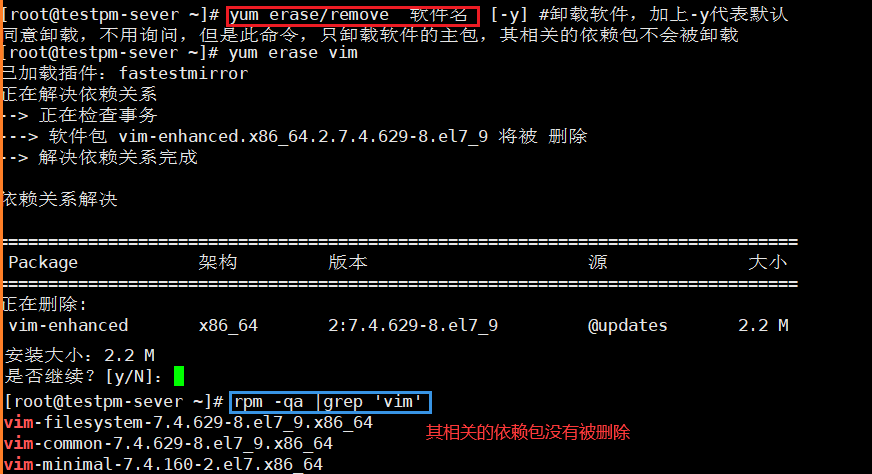 [root@testpm-sever ~]# yum erase/remove 软件名 [-y] #卸载软件，加上-y代表默认
同意卸载，不用询问，但是此命令，只卸载软件的主包，其相关的依赖包不会被卸载
[root@testpm-sever ~]# yum erase vim
已加载插件：fastestmirror
正在解决依赖关系
--> 正在检查事务
---> 软件包 vim-enhanced.x86_64.2.7.4.629-8.el7_9 将被 删除
--> 解决依赖关系完成
依赖关系解决
================================================================================
Package 架构 版本 源 大小
================================================================================
正在删除:
vim-enhanced x86_64 2:7.4.629-8.el7_9 @updates 2.2 M
安装大小：2.2 M
是否继续？[y/N]：
[root@testpm-sever ~]# rpm -qa |grep 'vim'
vim-filesystem-7.4.629-8.el7_9.x86_64
vim-common-7.4.629-8.el7_9.x86_64 其相关的依赖包没有被删除
vim-minimal-7.4.160-2.el7.x86_64